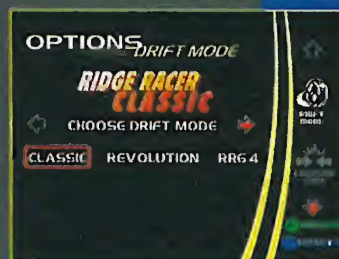 OPTIONS
DRIFT MODE
RIDGE RACER
CLASSIC
CHOOSE DRIFT MODE
CLASSIC REVOLUTION RR64